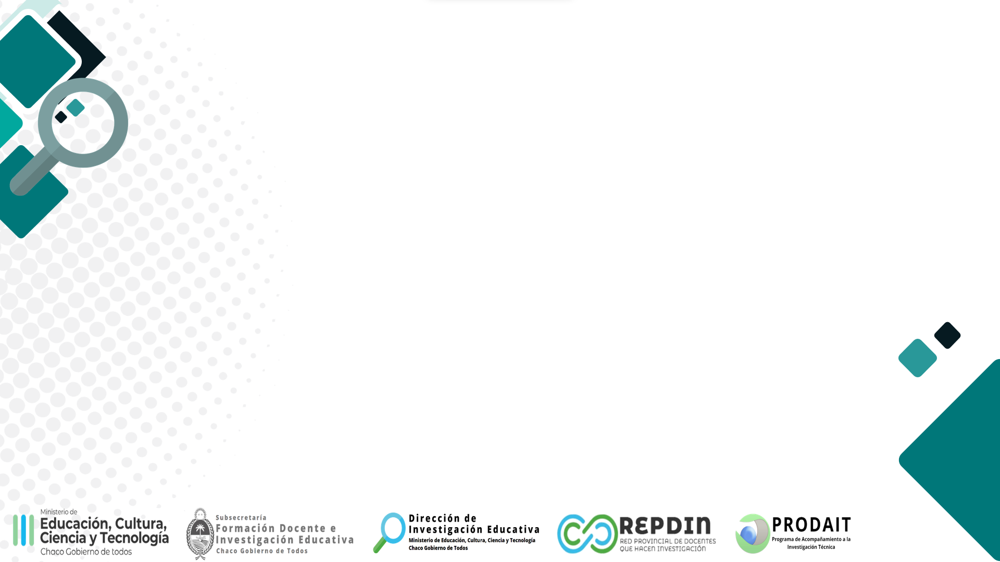 Ministerio de
Educación, Cultura,
Ciencia y Tecnología
Chaco Gobierno de todos
Subsecretaría
Formación Docente e
Investigación Educativa
Chaco Gobierno de Todos
Dirección de
Investigación Educativa
Ministerio de Educación, Cultura, Ciencia y Tecnología
Chaco Gobierno de Todos
REPDIN
RED PROVINCIAL DE DOCENTES
QUE HACEN INVESTIGACIÓN
PRODAIT
Programa de Acompañamiento a la
Investigación Técnica